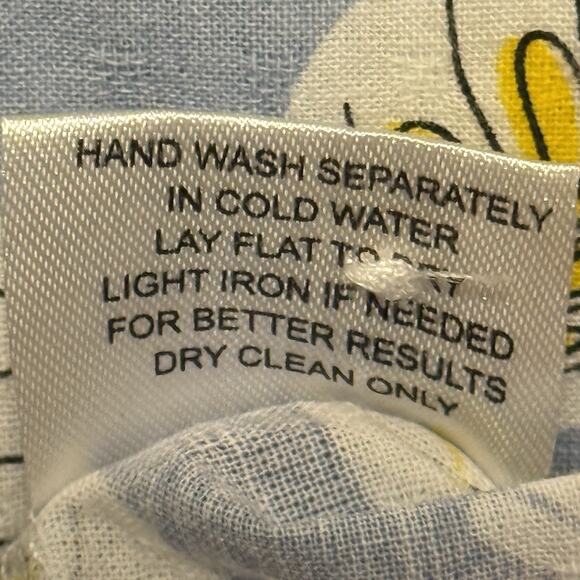 HAND WASH SEPARATELY
IN COLD WATER
LAY FLAT TO DRY
LIGHT IRON IF NEEDED
FOR BETTER RESULTS
DRY CLEAN ONLY